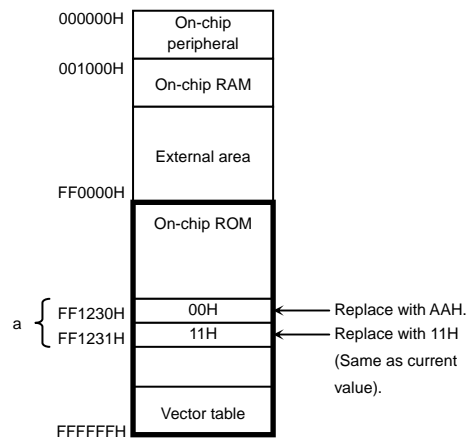 000000H
On-chip
peripheral
001000H
On-chip RAM
External area
FF0000H
On-chip ROM
a
FF1230H
00H
Replace with AAH.
FF1231H
11H
Replace with 11H
(Same as current
value).
Vector table
FFFFFFH